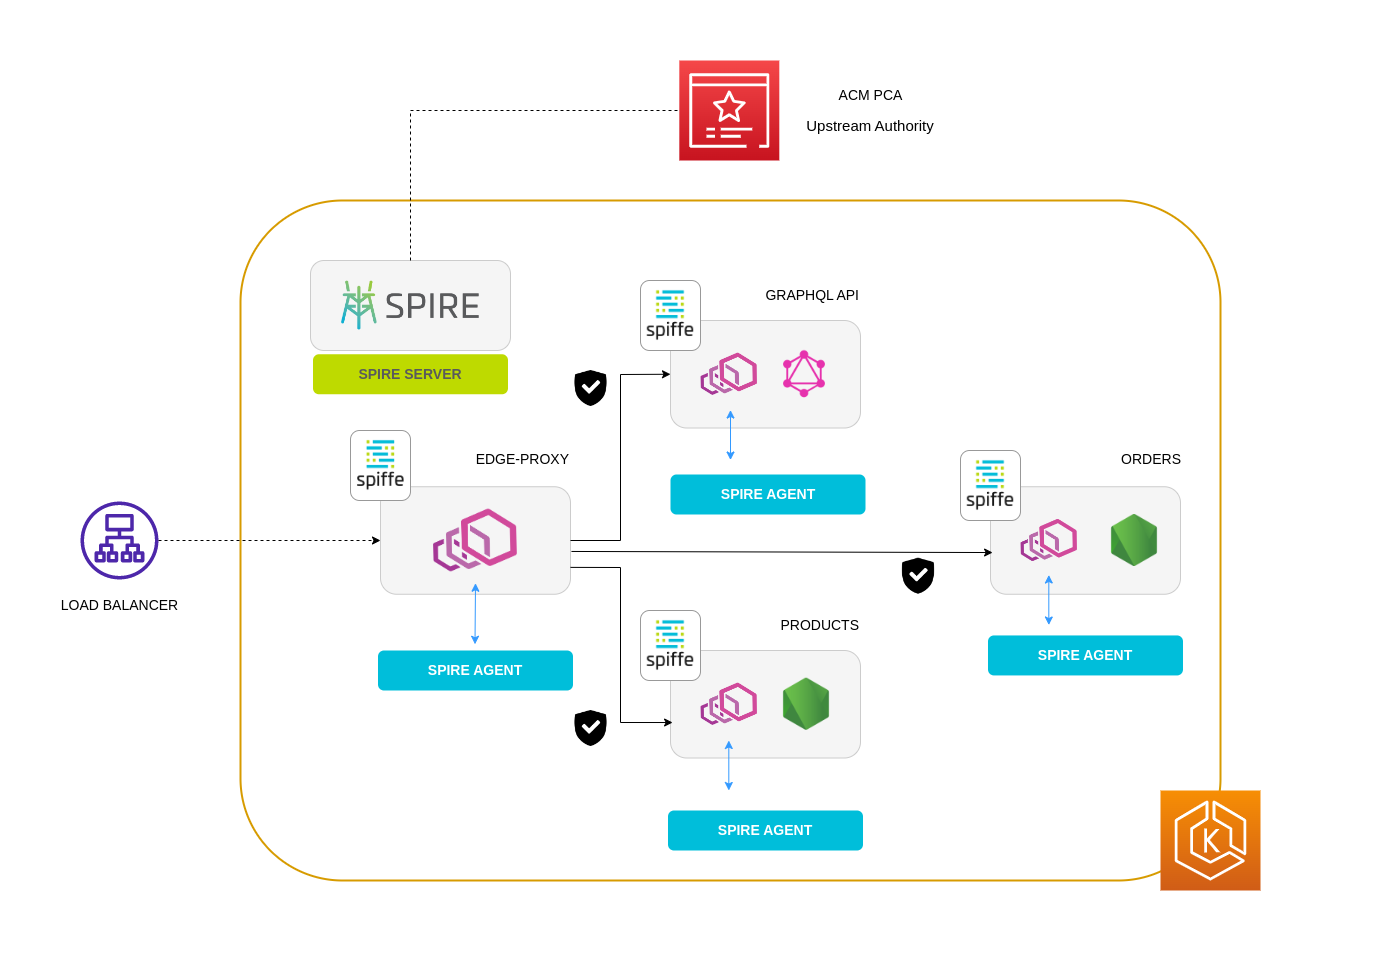 ACM PCA
Upstream Authority
SPIRE
SPIRE SERVER
spiffe
GRAPHQL API
SPIRE AGENT
spiffe
EDGE-PROXY
SPIRE AGENT
spiffe
ORDERS
SPIRE AGENT
LOAD BALANCER
spiffe
PRODUCTS
SPIRE AGENT
K